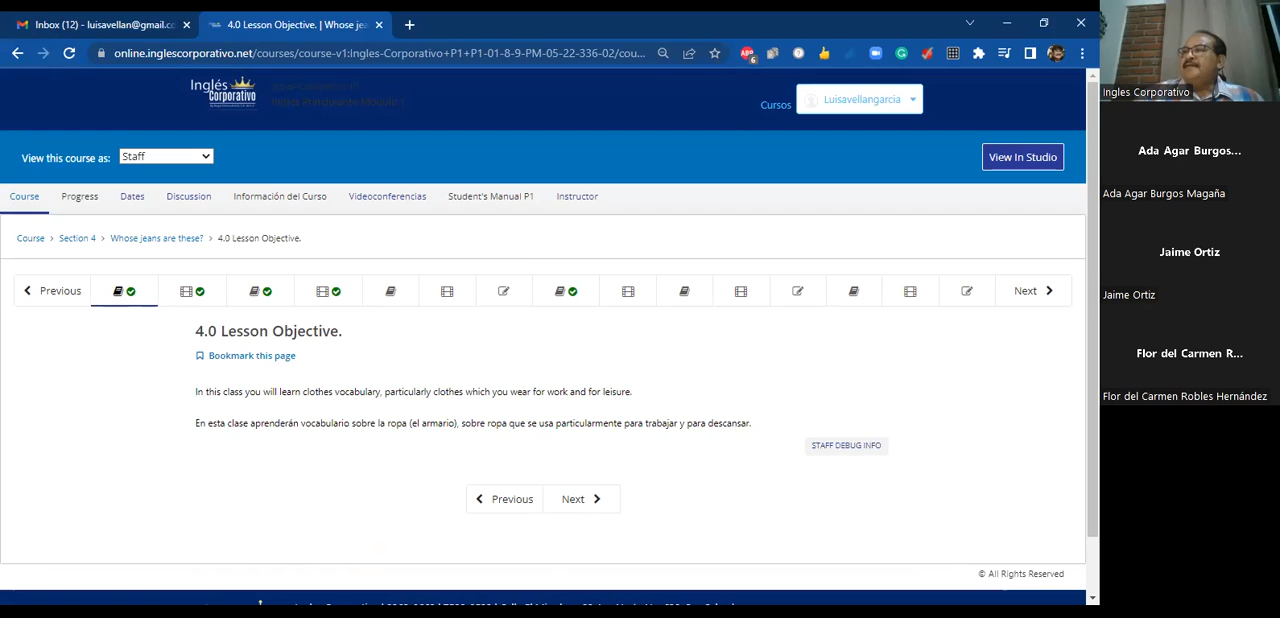 Inbox (12) - luisavellan@gmail.cc
4.0 Lesson Objective. | Whose jea
online.inglescorporativo.net/courses/course-v1:Ingles-Corporativo+P1+P1-01-8-9-PM-05-22-336-02/cou...
ABP
6
Inglés
Corporativo
Cursos
Luisavellangarcia
View this course as:
Staff
View In Studio
Course
Progress
Dates
Discussion
Información del Curso
Videoconferencias
Student's Manual P1
Instructor
Course > Section 4 > Whose jeans are these? > 4.0 Lesson Objective.
Previous
Next
4.0 Lesson Objective.
Bookmark this page
In this class you will learn clothes vocabulary, particularly clothes which you wear for work and for leisure.
En esta clase aprenderán vocabulario sobre la ropa (el armario), sobre ropa que se usa particularmente para trabajar y para descansar.
STAFF DEBUG INFO
Previous
Next
© All Rights Reserved
Ingles Corporativo
Ada Agar Burgos...
Ada Agar Burgos Magaña
Jaime Ortiz
Jaime Ortiz
Flor del Carmen R...
Flor del Carmen Robles Hernández